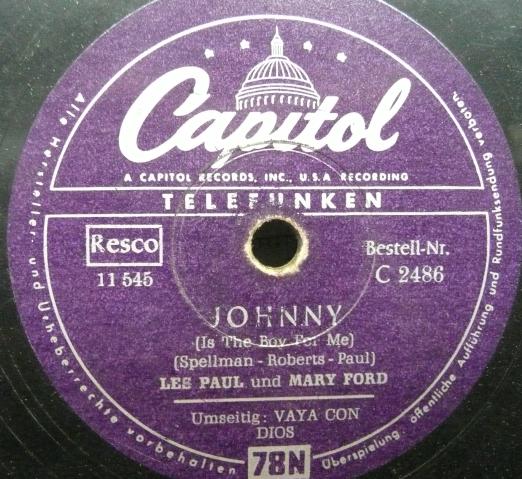 Capitol
A CAPITOL RECORDS, INC., U.S.A RECORDING
TELEFUNKEN
Resco
11 545
Bestell-Nr.
C 2486
JOHNNY
(Is The Boy For Me)
(Spellman - Roberts - Paul)
LES PAUL und MARY FORD
Umseitig: VAYA CON
DIOS
78N
Alle Hersteller- und Urheberrechte vorbehalten
Überspielung, öffentliche Aufführung und Rundfunksendung verboten.